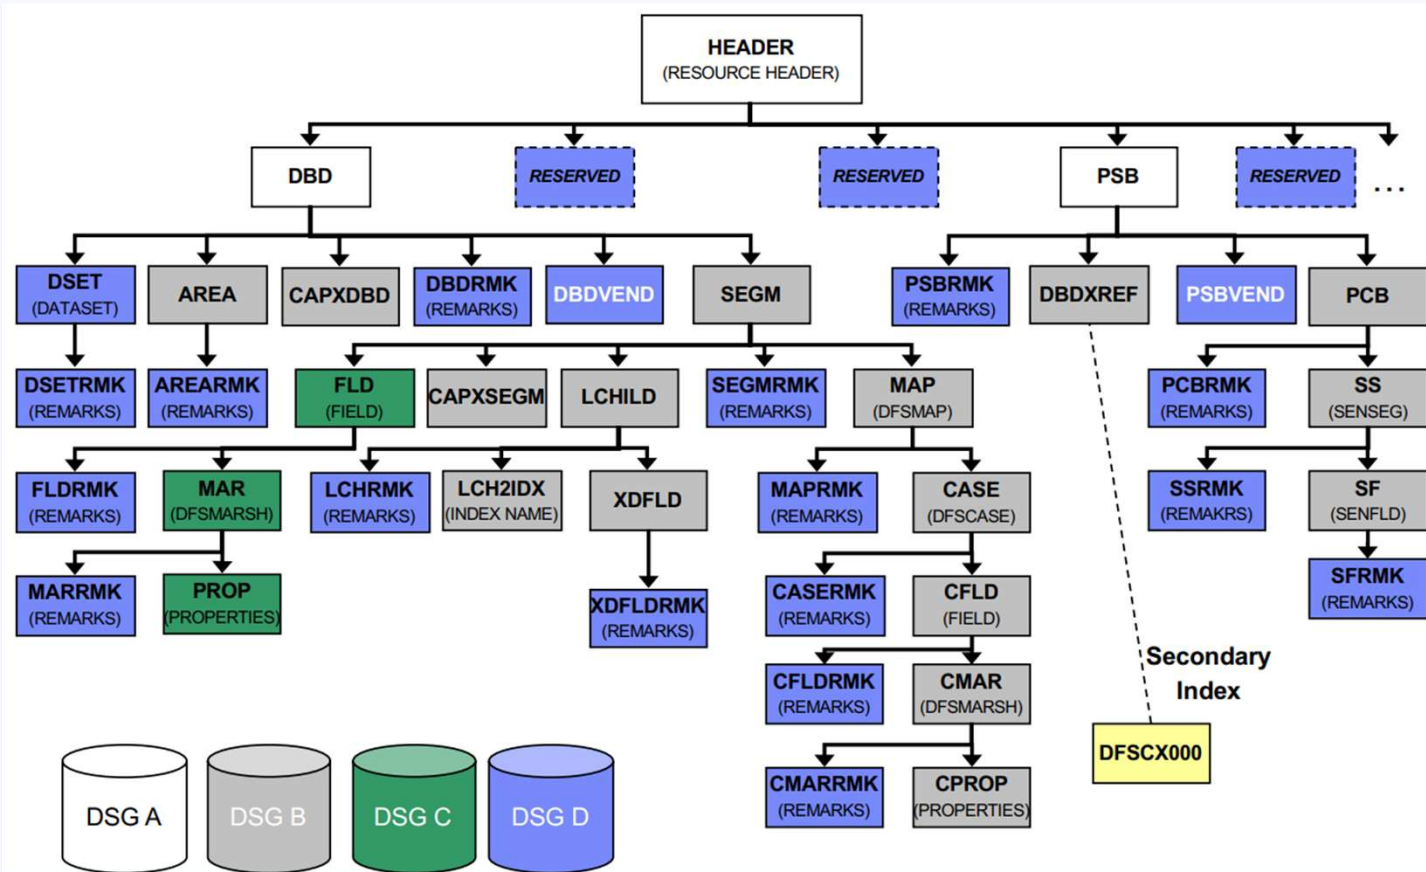 HEADER
(RESOURCE HEADER)
DBD
RESERVED
RESERVED
PSB
RESERVED
...
DSET
(DATASET)
AREA
CAPXDBD
DBDRMK
(REMARKS)
DBDVEND
SEGM
PSBRMK
(REMARKS)
DBDXREF
PSBVEND
PCB
DSETRMK
(REMARKS)
AREARMK
(REMARKS)
FLD
(FIELD)
CAPXSEGM
LCHILD
SEGMRMK
(REMARKS)
MAP
(DFSMAP)
PCBRMK
(REMARKS)
SS
(SENSEG)
FLDRMK
(REMARKS)
MAR
(DFSMARSH)
LCHRMK
(REMARKS)
LCH2IDX
(INDEX NAME)
XDFLD
MAPRMK
(REMARKS)
CASE
(DFSCASE)
SSRMK
(REMAKRS)
SF
(SENFLD)
MARRMK
(REMARKS)
PROP
(PROPERTIES)
XDFLDRMK
(REMARKS)
CASERMK
(REMARKS)
CFLD
(FIELD)
SFRMK
(REMARKS)
CFLDRMK
(REMARKS)
CMAR
(DFSMARSH)
Secondary
Index
DFSCX000
CMARRMK
(REMARKS)
CPROP
(PROPERTIES)
DSG A
DSG B
DSG C
DSG D